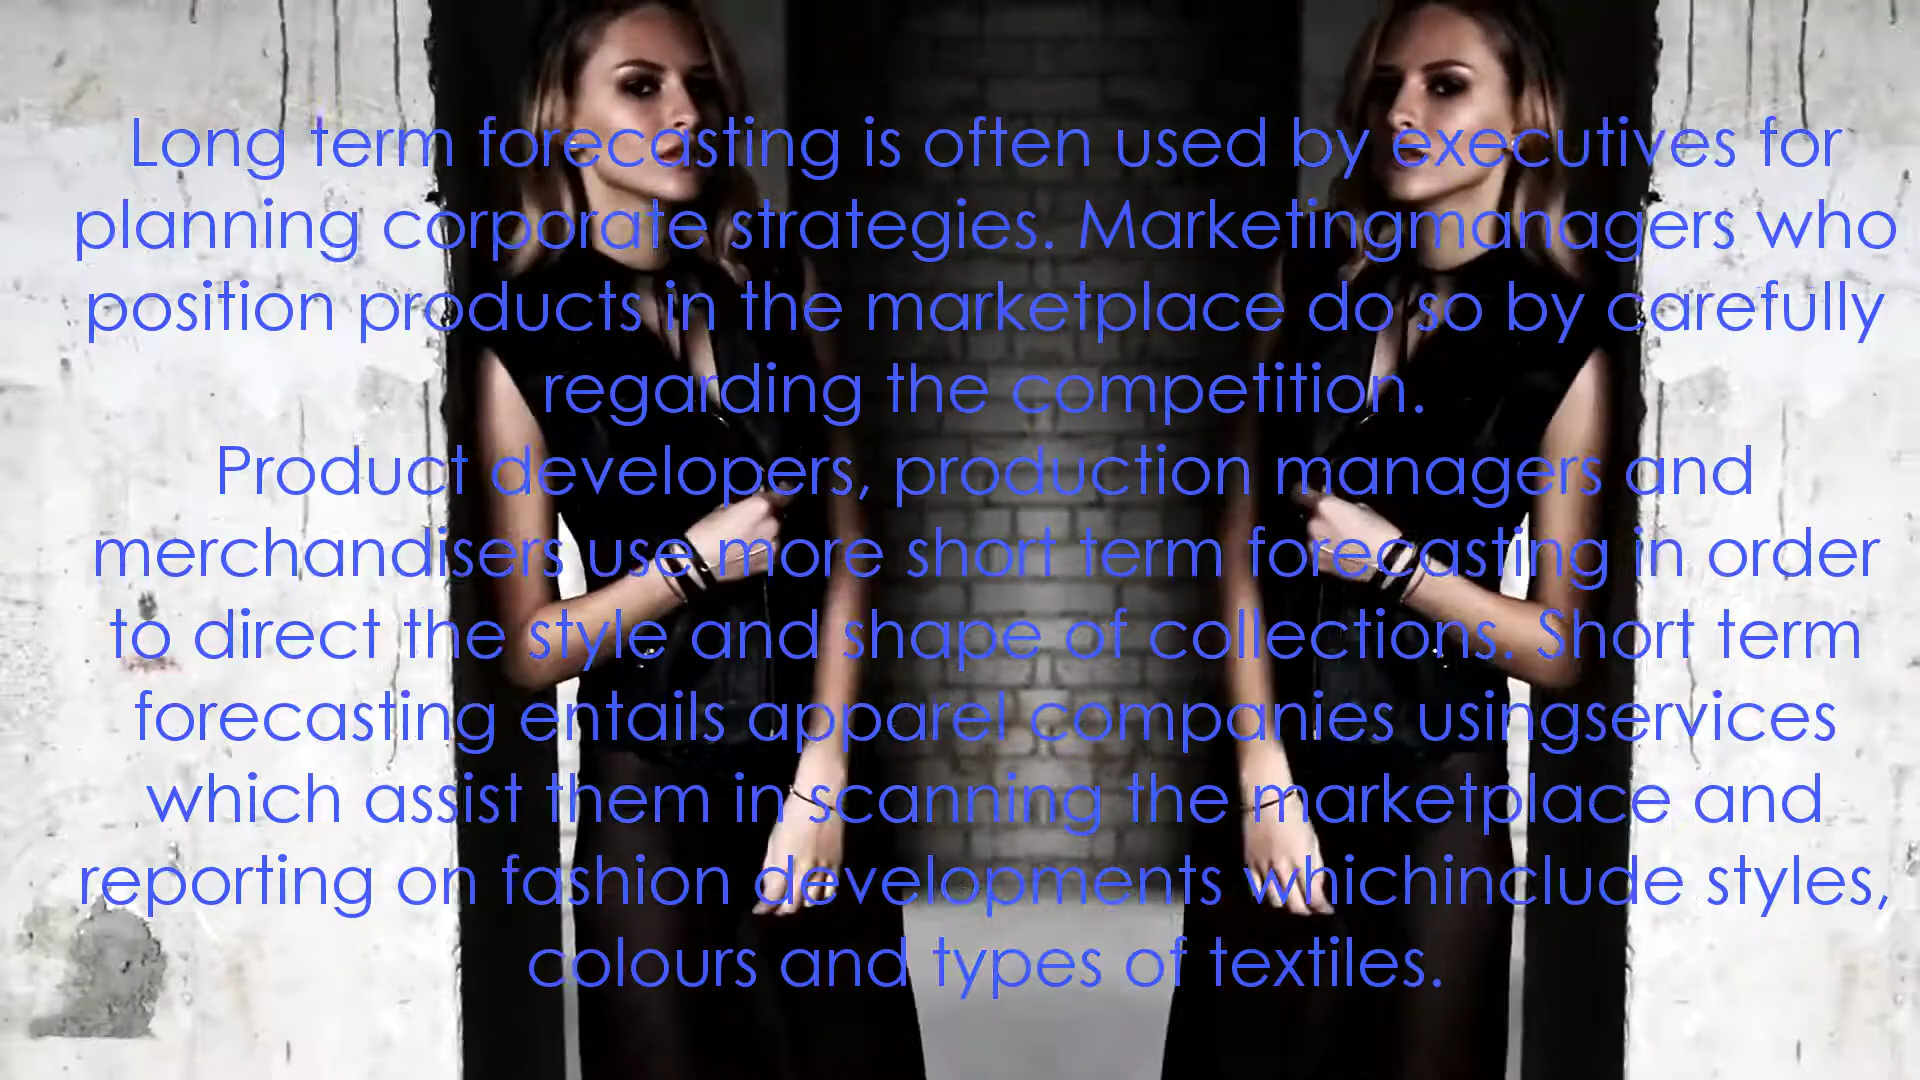 Long term forecasting is often used by executives for
planning corporate strategies. Marketingmanagers who
position products in the marketplace do so by carefully
regarding the competition.
Product developers, production managers and
merchandisers use more short term forecasting in order
to direct the style and shape of collections. Short term
forecasting entails apparel companies usingservices
which assist them in scanning the marketplace and
reporting on fashion developments whichinclude styles,
colours and types of textiles.